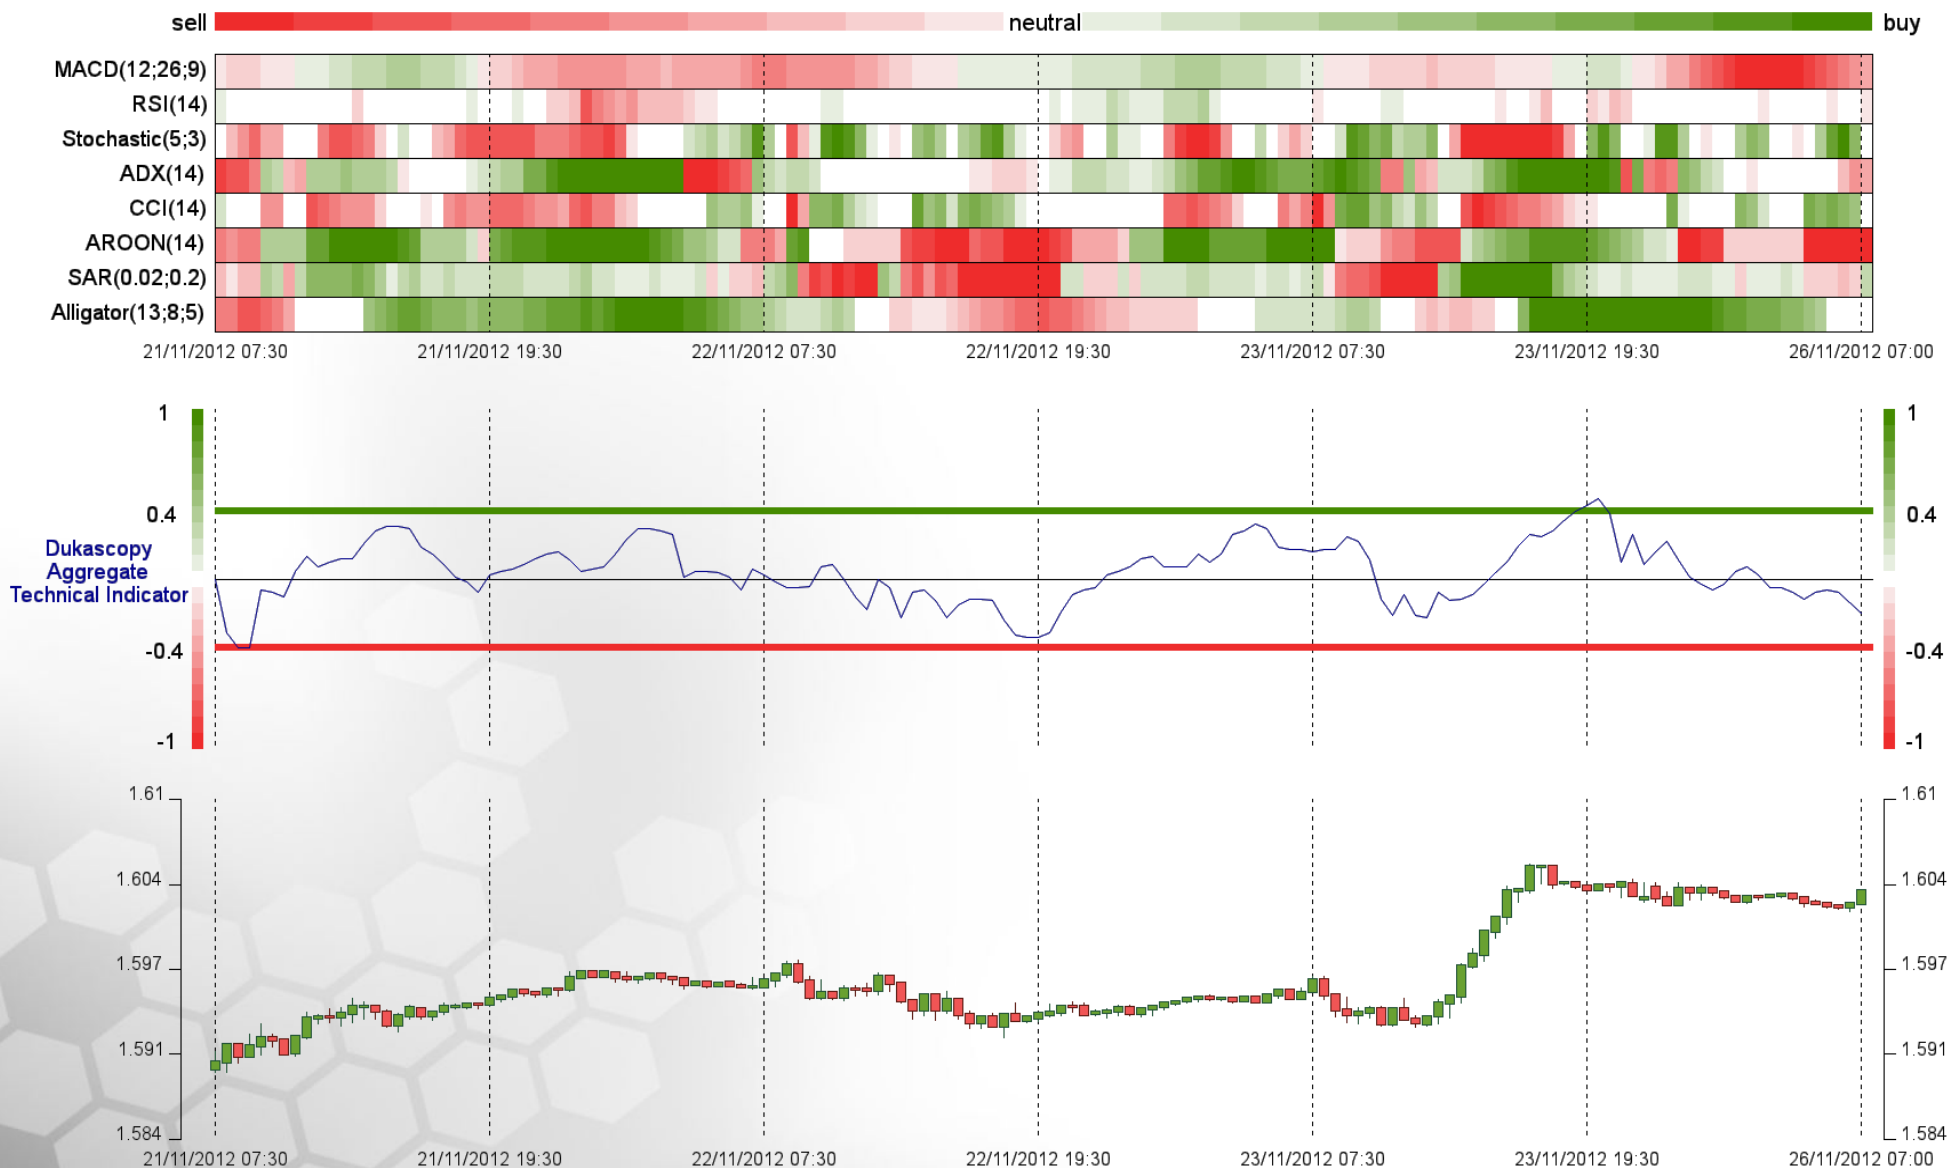 sell neutral buy
MACD(12;26;9)
RSI(14)
Stochastic(5;3)
ADX(14)
CCI(14)
AROON(14)
SAR(0.02;0.2)
Alligator(13;8;5)
21/11/2012 07:30 21/11/2012 19:30 22/11/2012 07:30 22/11/2012 19:30 23/11/2012 07:30 23/11/2012 19:30 26/11/2012 07:00
1 1
0.4 0.4
Dukascopy
Aggregate
Technical Indicator
-0.4 -0.4
-1 -1
1.61 1.61
1.604 1.604
1.597 1.597
1.591 1.591
1.584 1.584
21/11/2012 07:30 21/11/2012 19:30 22/11/2012 07:30 22/11/2012 19:30 23/11/2012 07:30 23/11/2012 19:30 26/11/2012 07:00